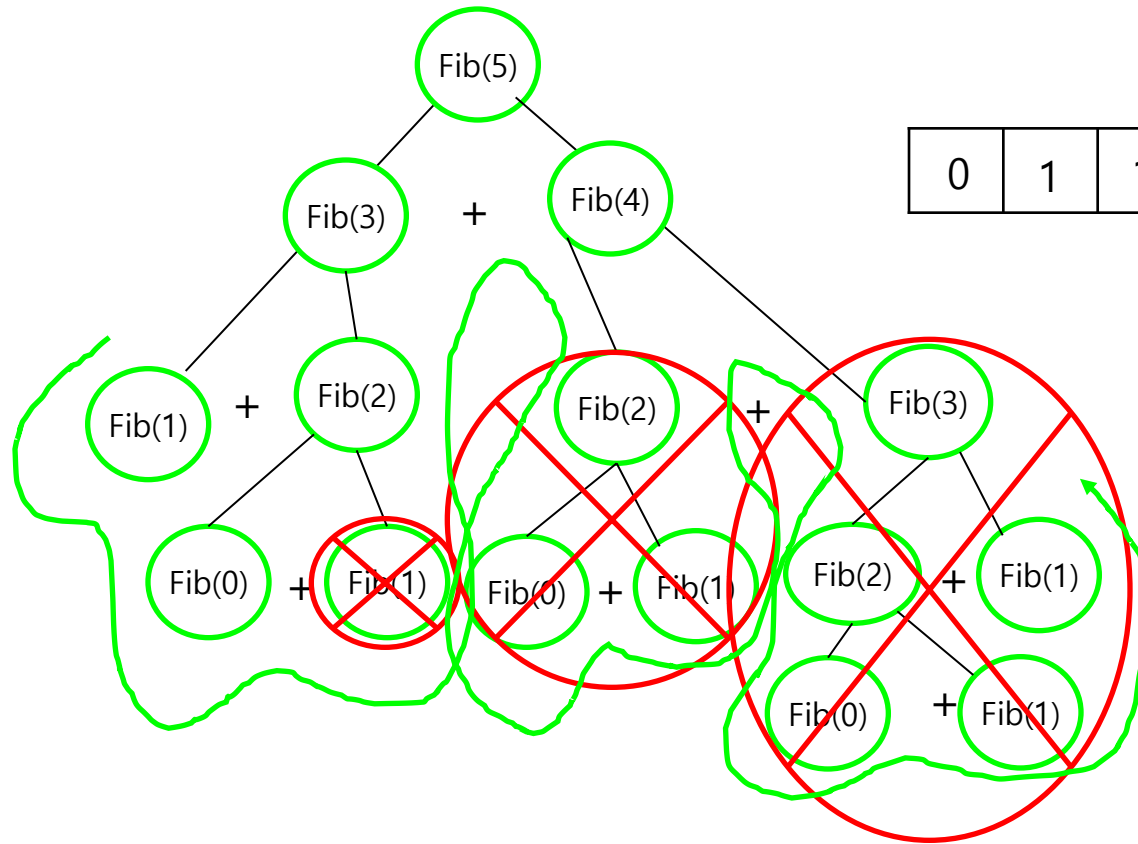 Fib(5)
0 1
Fib(3) + Fib(4)
Fib(1) + Fib(2) Fib(2) + Fib(3)
Fib(0) + Fib(1) Fib(0) + Fib(1) Fib(2) + Fib(1)
Fib(0) + Fib(1)